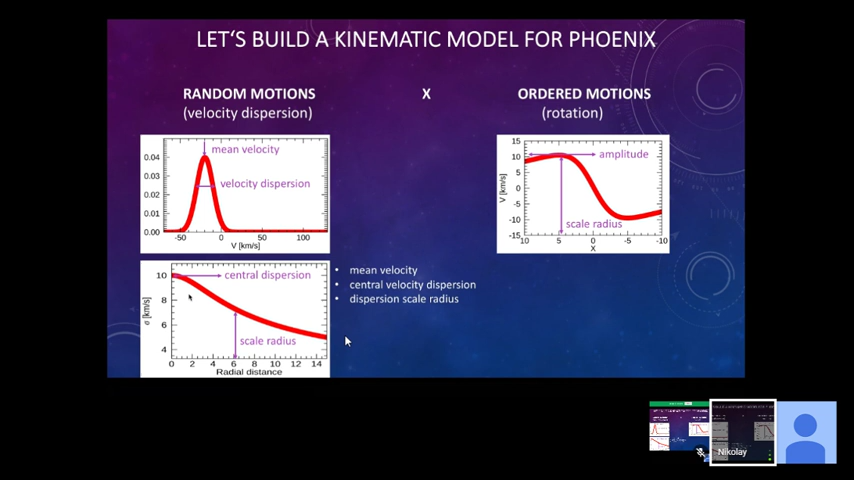 LET'S BUILD A KINEMATIC MODEL FOR PHOENIX
RANDOM MOTIONS
(velocity dispersion)
X
ORDERED MOTIONS
(rotation)
mean velocity
velocity dispersion
0.04
0.03
0.02
0.01
0.00
-50 0 50 100
V [km/s]
central dispersion
scale radius
10
8
6
4
σ [km/s]
0 2 4 6 8 10 12 14
Radial distance
• mean velocity
• central velocity dispersion
• dispersion scale radius
amplitude
scale radius
15
10
5
0
-5
-10
-15
V [km/s]
10 5 0 -5 -10
X
Nikolay